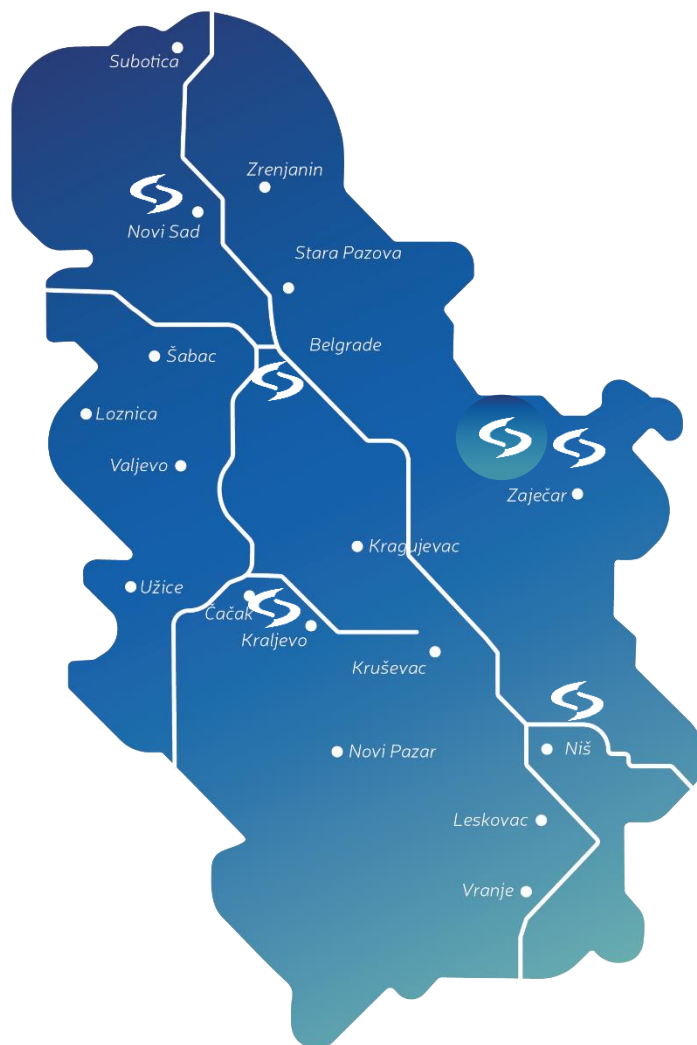 Subotica
Zrenjanin
Novi Sad
Stara Pazova
Belgrade
Šabac
Loznica
Valjevo
Zaječar
Kragujevac
Užice
Čačak
Kraljevo
Kruševac
Novi Pazar
Niš
Leskovac
Vranje